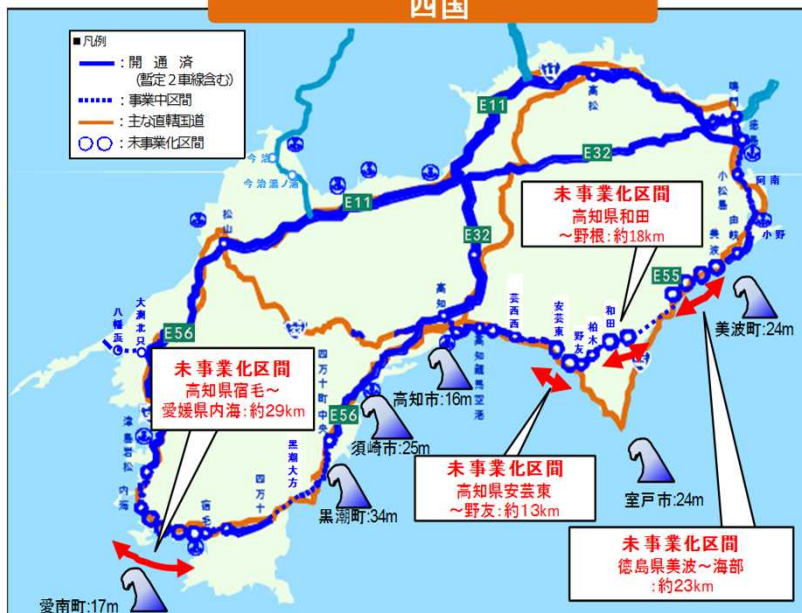 四国
■凡例
：開通済
(暫定2車線含む)
：事業中区間
：主な直轄国道
：未事業化区間
E11
11
高松
鳴門
徳島
E32
小松島
阿南
今治
今治湯ノ浦
E11
松山
E32
未事業化区間
高知県和田
～野根：約18km
由岐
小野
美波
E55
大洲北只
八幡浜
E56
33
高知
芸西西
安芸東
和田
柏木
野友
美波町：24m
未事業化区間
高知県宿毛～
愛媛県内海：約29km
四万十町中央
高知龍馬空港
高知市：16m
E56
須崎市：25m
津島岩松
内海
黒潮大方
四万十
宿毛
黒潮町：34m
未事業化区間
高知県安芸東
～野友：約13km
室戸市：24m
未事業化区間
徳島県美波～海部
：約23km
愛南町：17m